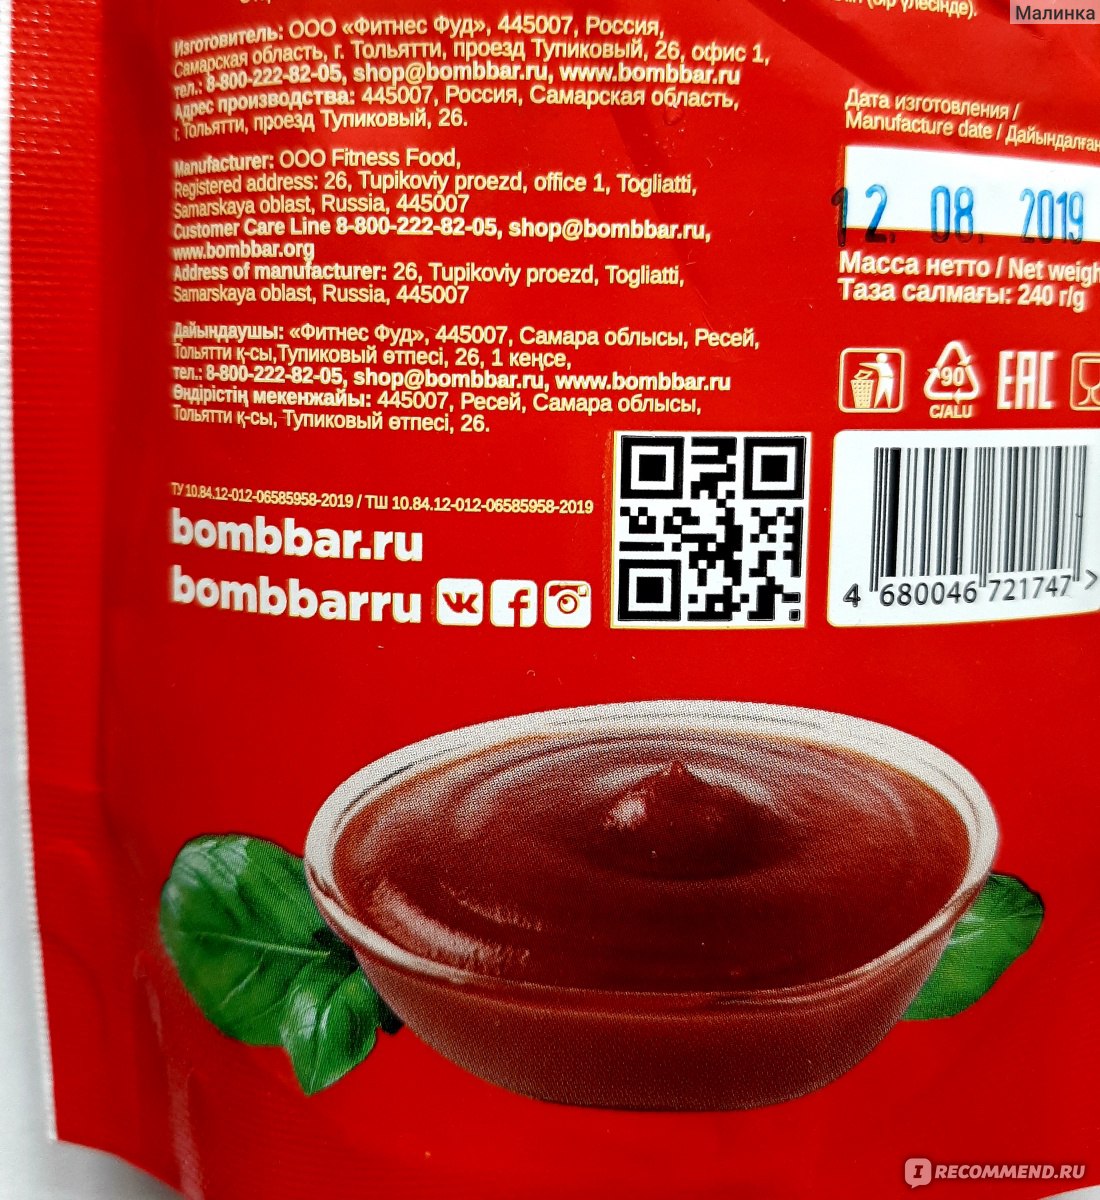 (бір үлесінде).
Малинка
Изготовитель: ООО «Фитнес Фуд», 445007, Россия,
Самарская область, г. Тольятти, проезд Тупиковый, 26, офис 1,
тел.: 8-800-222-82-05, shop@bombbar.ru, www.bombbar.ru
Адрес производства: 445007, Россия, Самарская область,
г. Тольятти, проезд Тупиковый, 26.
Manufacturer: OOO Fitness Food,
Registered address: 26, Tupikoviy proezd, office 1, Togliatti,
Samarskaya oblast, Russia, 445007
Customer Care Line 8-800-222-82-05, shop@bombbar.ru,
www.bombbar.org
Address of manufacturer: 26, Tupikoviy proezd, Togliatti,
Samarskaya oblast, Russia, 445007
Дайындаушы: «Фитнес Фуд», 445007, Самара облысы, Ресей,
Тольятти қ-сы,Тупиковый өтпесі, 26, 1 кеңсе,
тел.: 8-800-222-82-05, shop@bombbar.ru, www.bombbar.ru
Өндірістің мекенжайы: 445007, Ресей, Самара облысы,
Тольятти қ-сы, Тупиковый өтпесі, 26.
ТУ 10.84.12-012-06585958-2019 / ТШ 10.84.12-012-06585958-2019
bombbar.ru
bombbarru
Дата изготовления /
Manufacture date / Дайындалған
12. 08. 2019
Масса нетто / Net weigh
Таза салмағы: 240 г/g
90
C/ALU
EAC
4 680046 721747 >
IRECOMMEND.RU